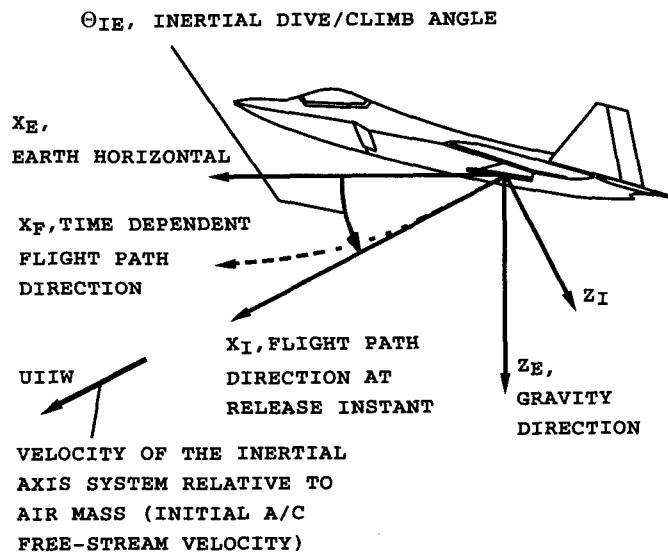 ΘIE, INERTIAL DIVE/CLIMB ANGLE
XE,
EARTH HORIZONTAL
XF,TIME DEPENDENT
FLIGHT PATH
DIRECTION
ZI
XI,FLIGHT PATH
DIRECTION AT
RELEASE INSTANT
ZE,
GRAVITY
DIRECTION
UIIW
VELOCITY OF THE INERTIAL
AXIS SYSTEM RELATIVE TO
AIR MASS (INITIAL A/C
FREE-STREAM VELOCITY)